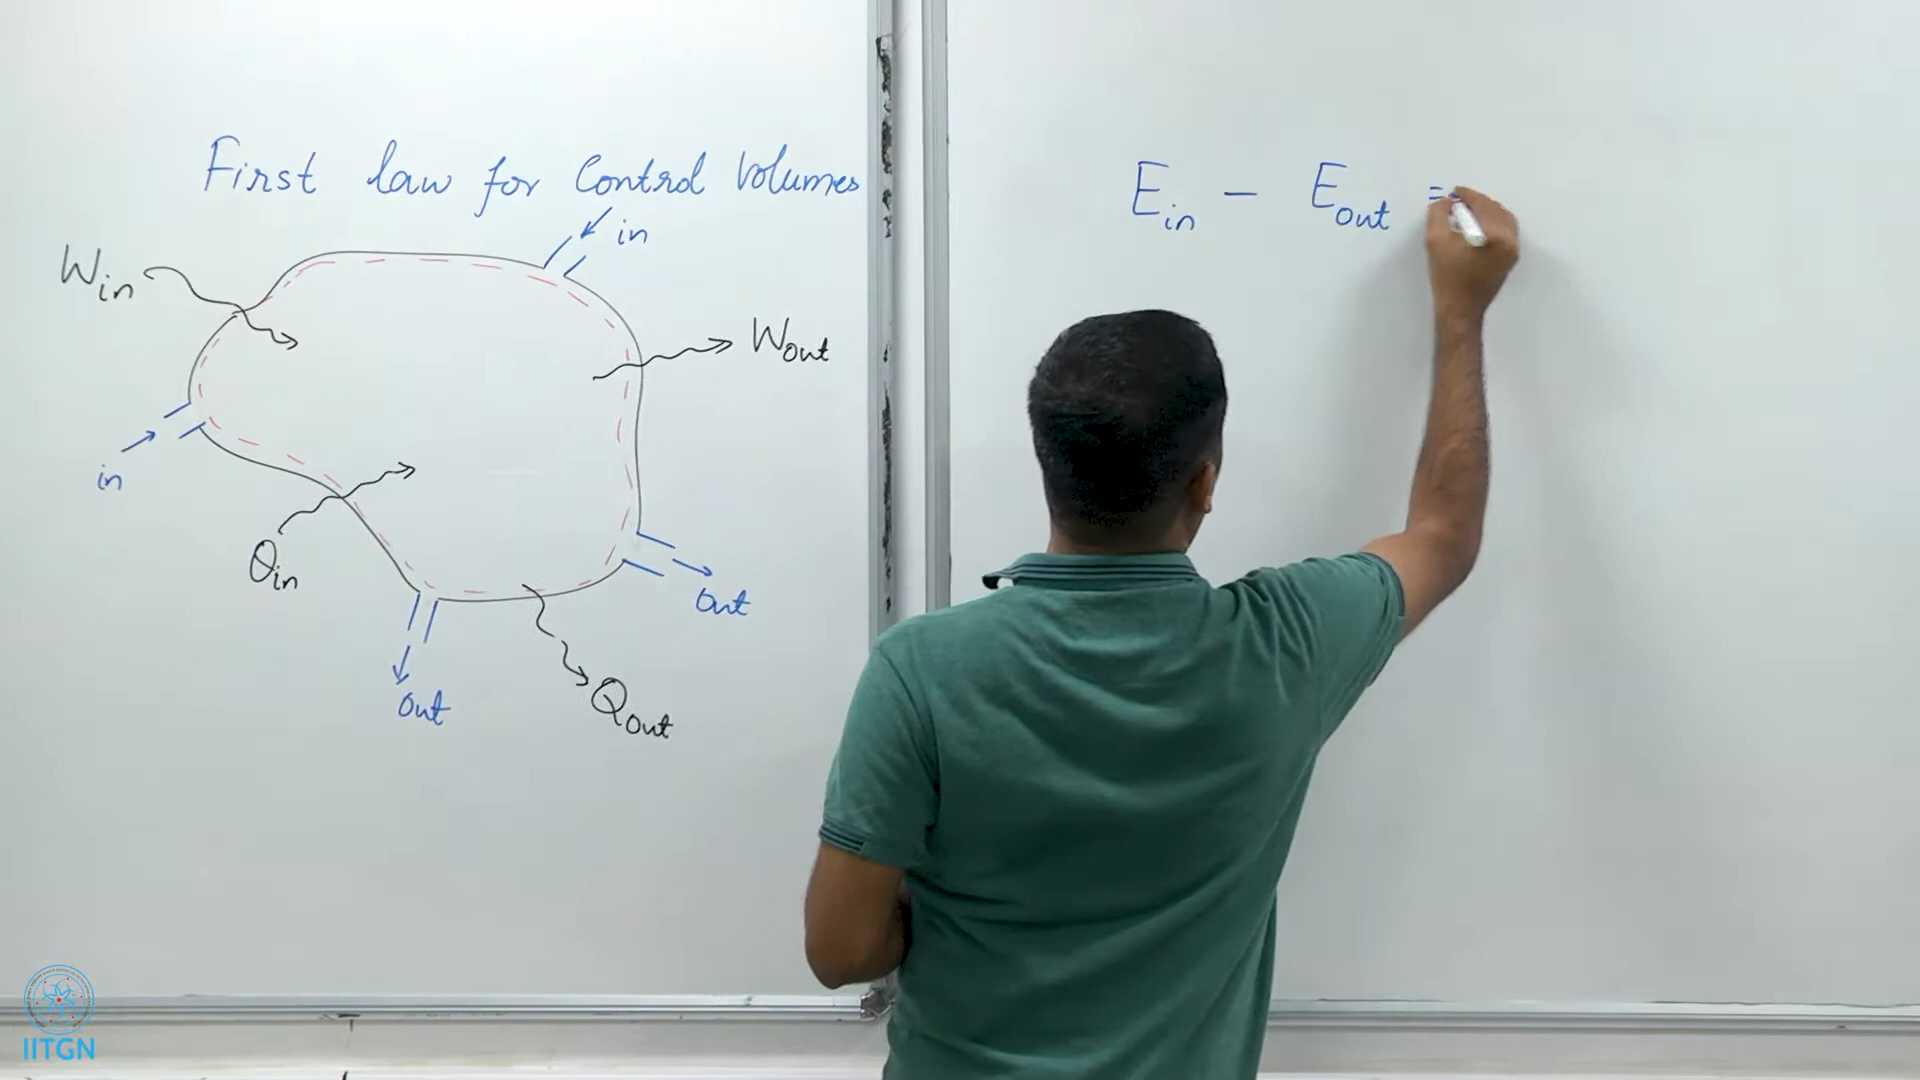 First law for Control Volumes
in
Win
Wout
in
Qin
out
out
Qout
Ein - Eout =
IITGN